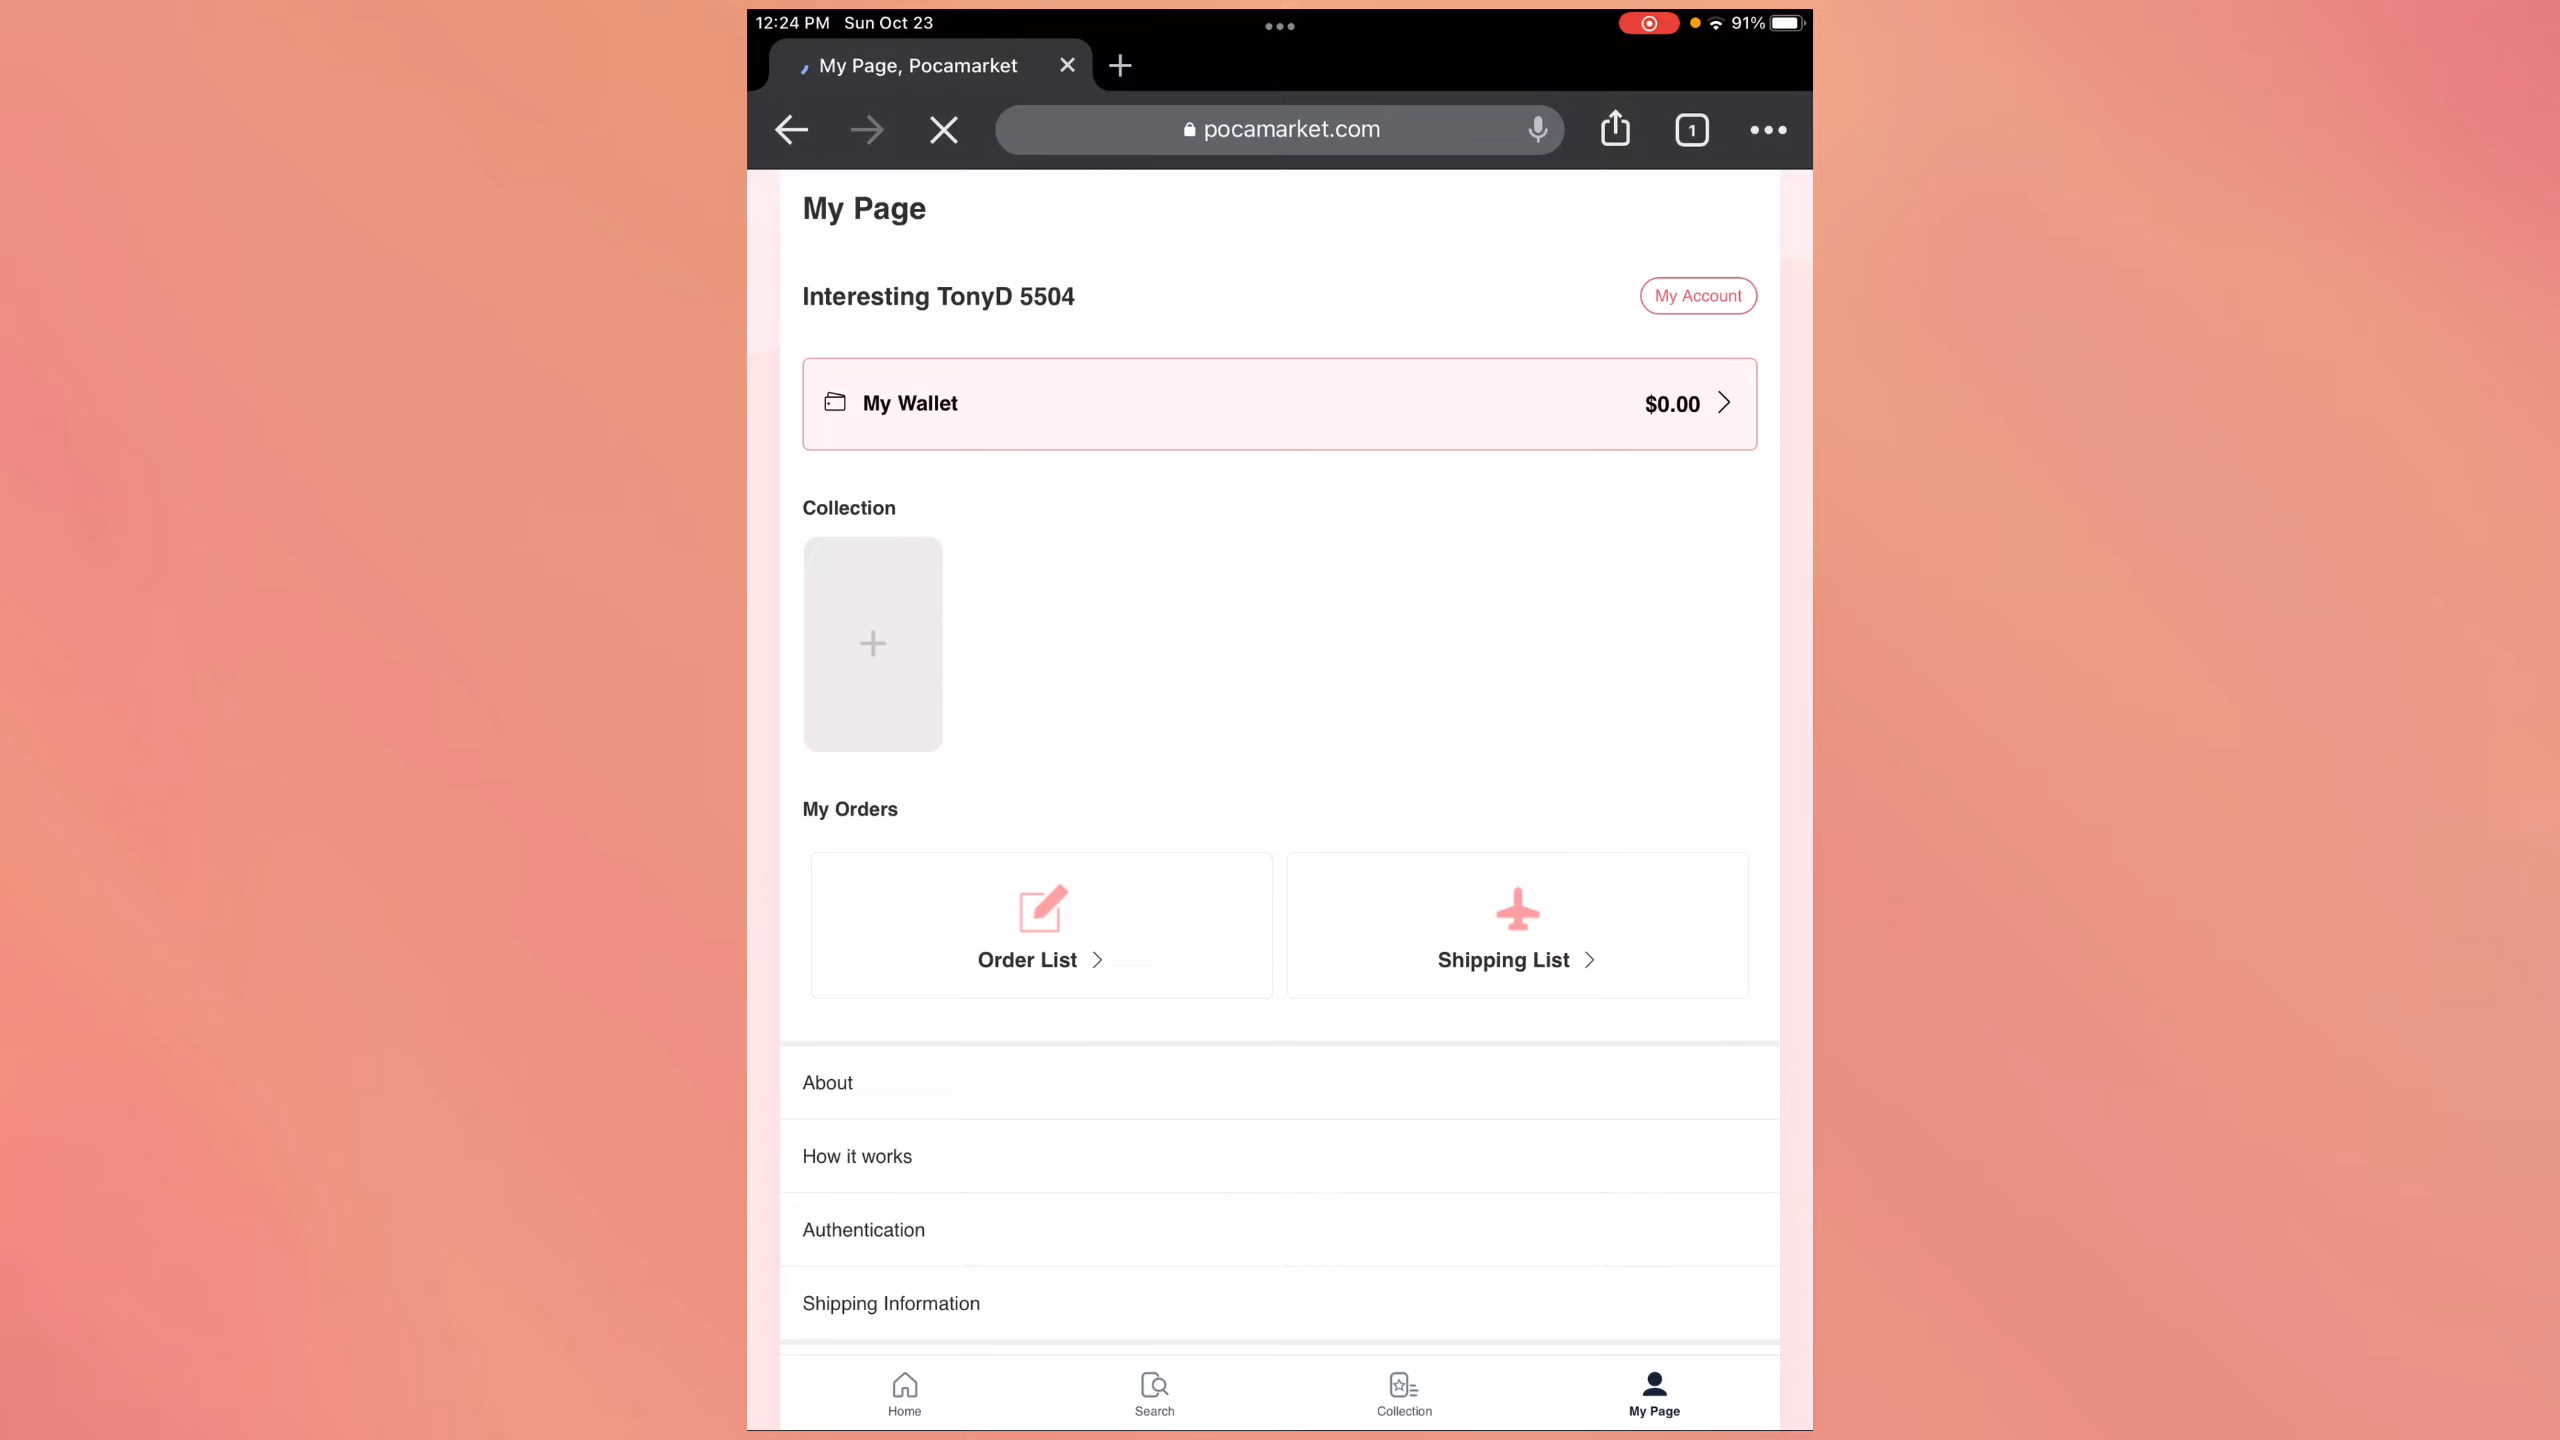 12:24 PM Sun Oct 23
91%
My Page, Pocamarket
pocamarket.com
1
My Page
Interesting TonyD 5504
My Account
My Wallet
$0.00
Collection
My Orders
Order List
Shipping List
About
How it works
Authentication
Shipping Information
Home
Search
Collection
My Page